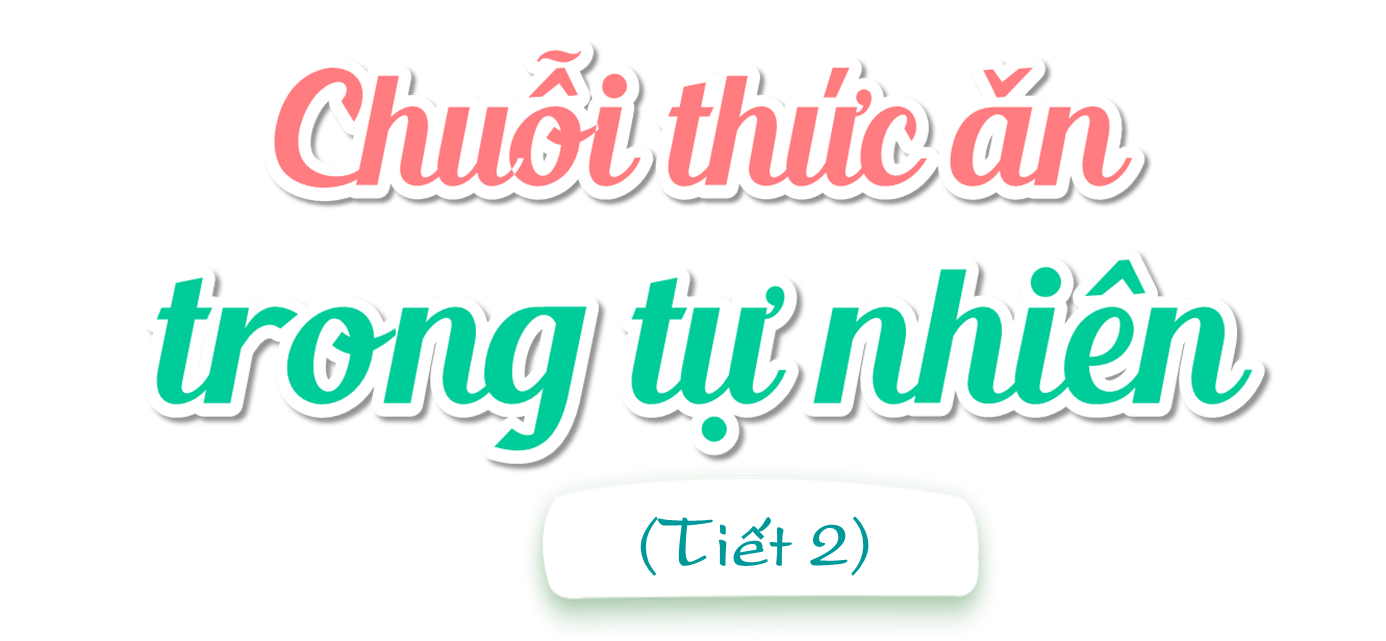 Chuỗi thức ăn
trong tự nhiên
(Tiết 2)